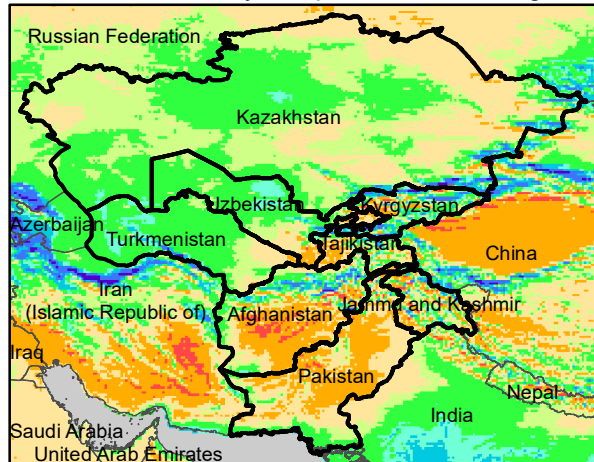 Russian Federation
Kazakhstan
Uzbekistan
Kyrgyzstan
Azerbaijan
Turkmenistan
Tajikistan
China
Iran
(Islamic Republic of)
Afghanistan
Jammu and Kashmir
Iraq
Pakistan
Nepal
India
Saudi Arabia
United Arab Emirates